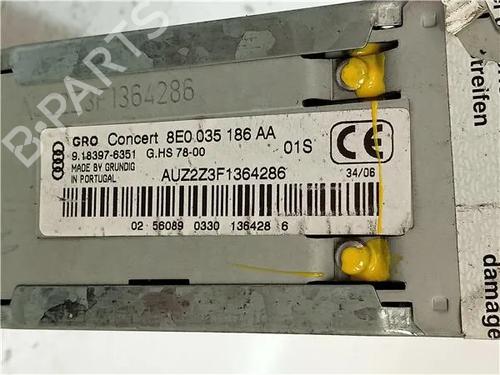 3F1364286
GRO Concert 8E0 035 186 AA
9.18397-6351 G.HS 78-00 01S
MADE BY GRUNDIG
IN PORTUGAL
AUZ2Z3F1364286
CE
34/06
02 56089 0330 136428 6
B-PARTS
treifen
damage